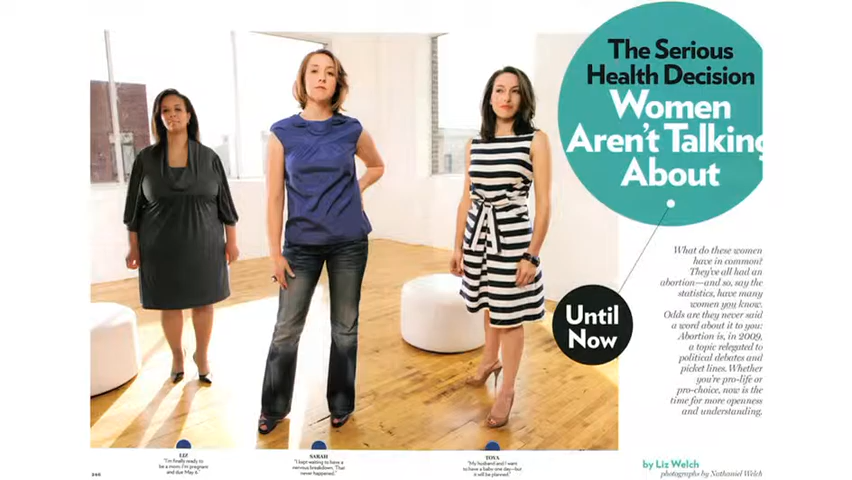 The Serious
Health Decision
Women
Aren't Talking
About
Until
Now
What do these women
have in common?
They've all had an
abortion—and so, say the
statistics, have many
women you know.
Odds are they never said
a word about it to you:
Abortion is, in 2009,
a topic relegated to
political debates and
picket lines. Whether
you're pro-life or
pro-choice, now is the
time for more openness
and understanding.
LIZ
"I'm finally ready to
be a mom; I'm pregnant
and due May 6."
SARAH
"I kept waiting to have a
nervous breakdown. That
never happened."
TOYA
"My husband and I want
to have a baby one day—but
it will be planned."
by Liz Welch
photographs by Nathaniel Welch